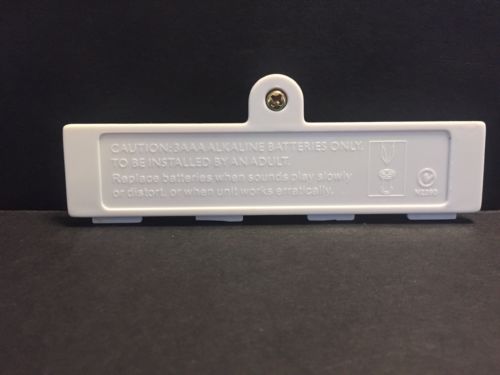 CAUTION: 3AAA ALKALINE BATTERIES ONLY.
TO BE INSTALLED BY AN ADULT.
Replace batteries when sounds play slowly
or distort, or when unit works erratically.